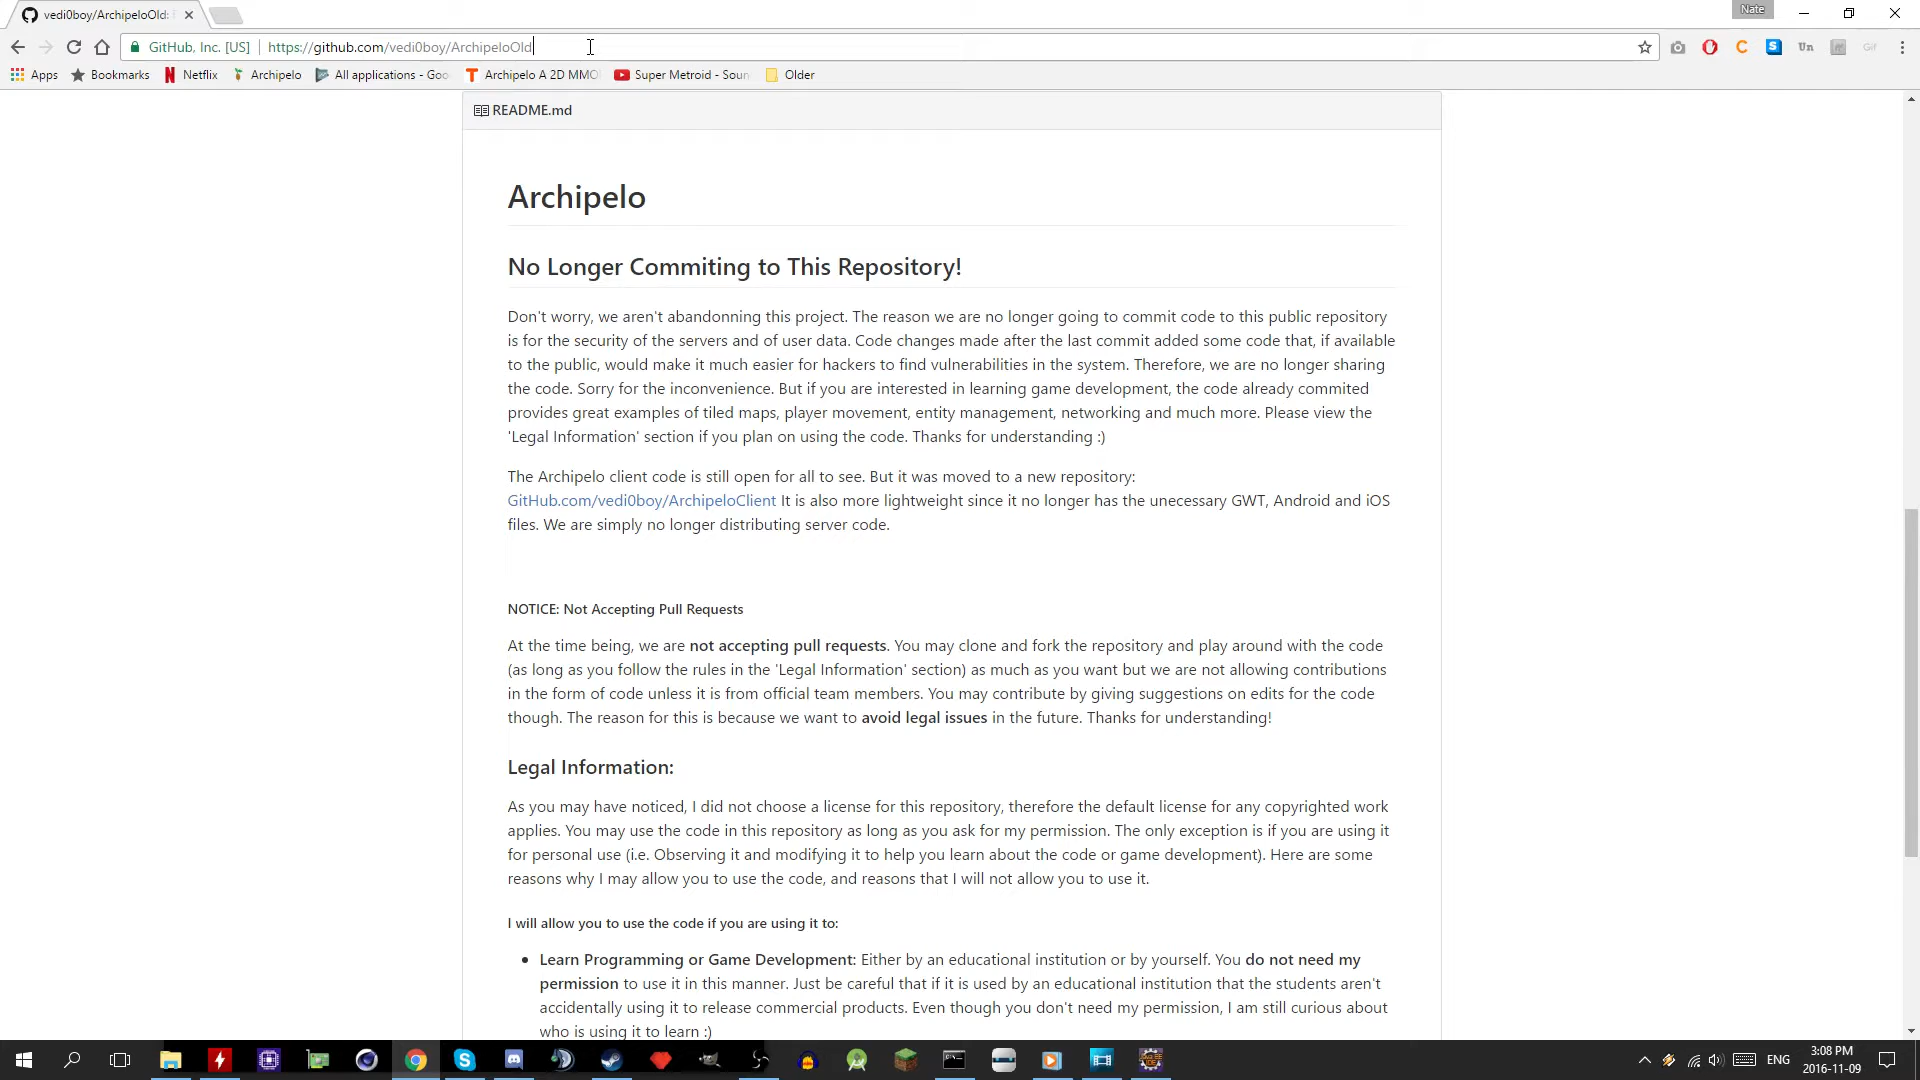 vedi0boy/ArchipeloOld:
Nate
GitHub, Inc. [US] | https://github.com/vedi0boy/ArchipeloOld
Apps Bookmarks Netflix Archipelo All applications - Goo Archipelo A 2D MMO Super Metroid - Soun Older
README.md
Archipelo
No Longer Commiting to This Repository!
Don't worry, we aren't abandonning this project. The reason we are no longer going to commit code to this public repository
is for the security of the servers and of user data. Code changes made after the last commit added some code that, if available
to the public, would make it much easier for hackers to find vulnerabilities in the system. Therefore, we are no longer sharing
the code. Sorry for the inconvenience. But if you are interested in learning game development, the code already commited
provides great examples of tiled maps, player movement, entity management, networking and much more. Please view the
'Legal Information' section if you plan on using the code. Thanks for understanding :)
The Archipelo client code is still open for all to see. But it was moved to a new repository:
GitHub.com/vedi0boy/ArchipeloClient It is also more lightweight since it no longer has the unecessary GWT, Android and iOS
files. We are simply no longer distributing server code.
NOTICE: Not Accepting Pull Requests
At the time being, we are not accepting pull requests. You may clone and fork the repository and play around with the code
(as long as you follow the rules in the 'Legal Information' section) as much as you want but we are not allowing contributions
in the form of code unless it is from official team members. You may contribute by giving suggestions on edits for the code
though. The reason for this is because we want to avoid legal issues in the future. Thanks for understanding!
Legal Information:
As you may have noticed, I did not choose a license for this repository, therefore the default license for any copyrighted work
applies. You may use the code in this repository as long as you ask for my permission. The only exception is if you are using it
for personal use (i.e. Observing it and modifying it to help you learn about the code or game development). Here are some
reasons why I may allow you to use the code, and reasons that I will not allow you to use it.
I will allow you to use the code if you are using it to:
• Learn Programming or Game Development: Either by an educational institution or by yourself. You do not need my
permission to use it in this manner. Just be careful that if it is used by an educational institution that the students aren't
accidentally using it to release commercial products. Even though you don't need my permission, I am still curious about
who is using it to learn :)
ENG
3:08 PM
2016-11-09